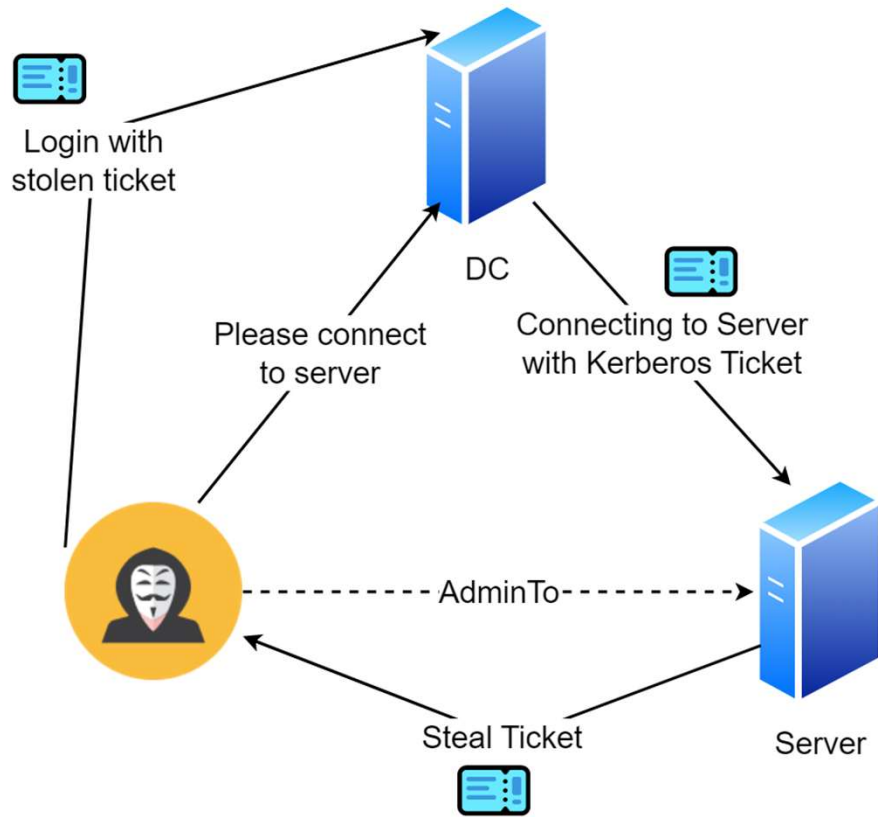 Login with
stolen ticket
DC
Please connect
to server
Connecting to Server
with Kerberos Ticket
AdminTo
Steal Ticket
Server